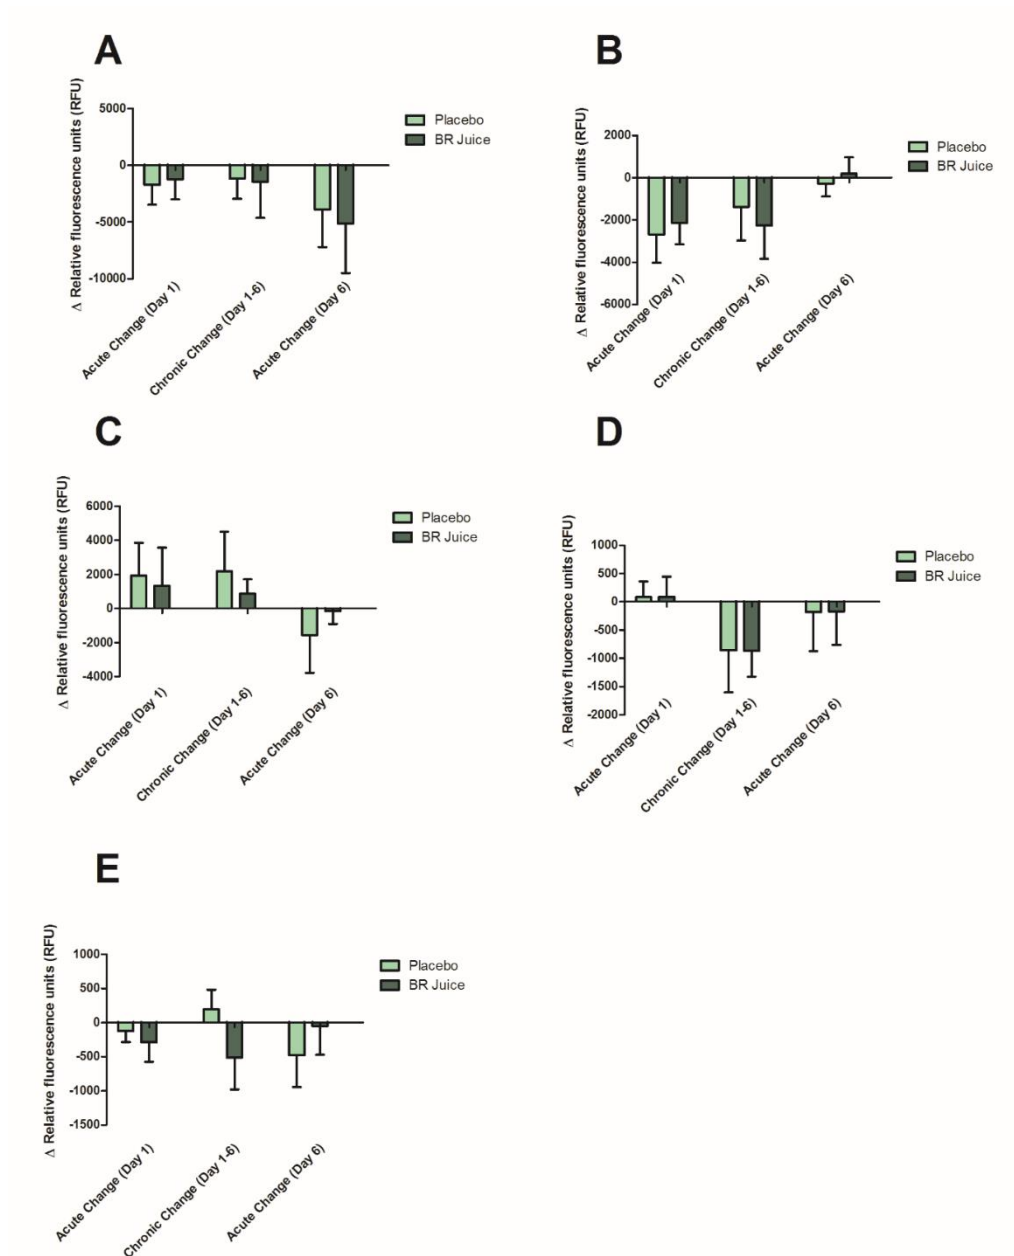 A
Δ Relative fluorescence units (RFU)
5000
0
-5000
-10000
Placebo
BR Juice
Acute Change (Day 1)
Chronic Change (Day 1-6)
Acute Change (Day 6)
B
Δ Relative fluorescence units (RFU)
2000
0
-2000
-4000
-6000
Placebo
BR Juice
Acute Change (Day 1)
Chronic Change (Day 1-6)
Acute Change (Day 6)
C
Δ Relative fluorescence units (RFU)
6000
4000
2000
0
-2000
-4000
Placebo
BR Juice
Acute Change (Day 1)
Chronic Change (Day 1-6)
Acute Change (Day 6)
D
Δ Relative fluorescence units (RFU)
1000
500
0
-500
-1000
-1500
-2000
Placebo
BR Juice
Acute Change (Day 1)
Chronic Change (Day 1-6)
Acute Change (Day 6)
E
Δ Relative fluorescence units (RFU)
1000
500
0
-500
-1000
-1500
Placebo
BR Juice
Acute Change (Day 1)
Chronic Change (Day 1-6)
Acute Change (Day 6)